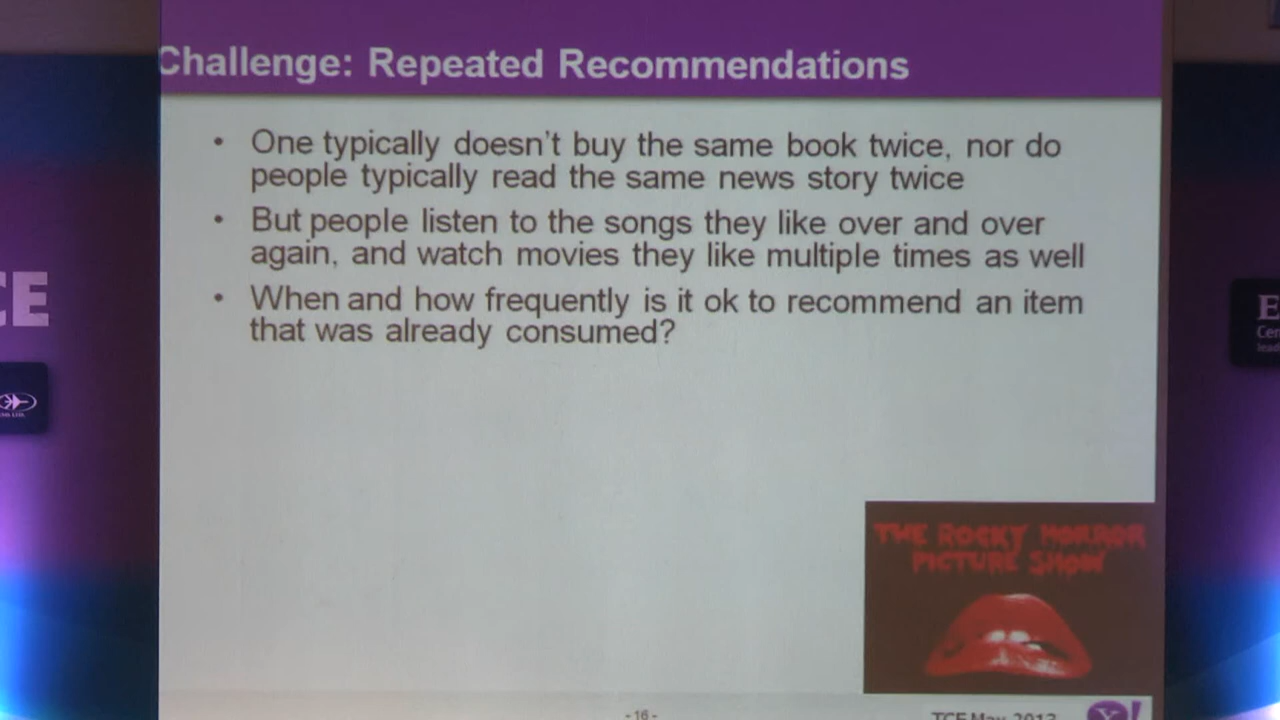 Challenge: Repeated Recommendations
• One typically doesn't buy the same book twice, nor do
people typically read the same news story twice
• But people listen to the songs they like over and over
again, and watch movies they like multiple times as well
• When and how frequently is it ok to recommend an item
that was already consumed?
CE
E
Cen
lead
THE ROCKY HORROR
PICTURE SHOW
- 16 -
TCE May 2013
Y!